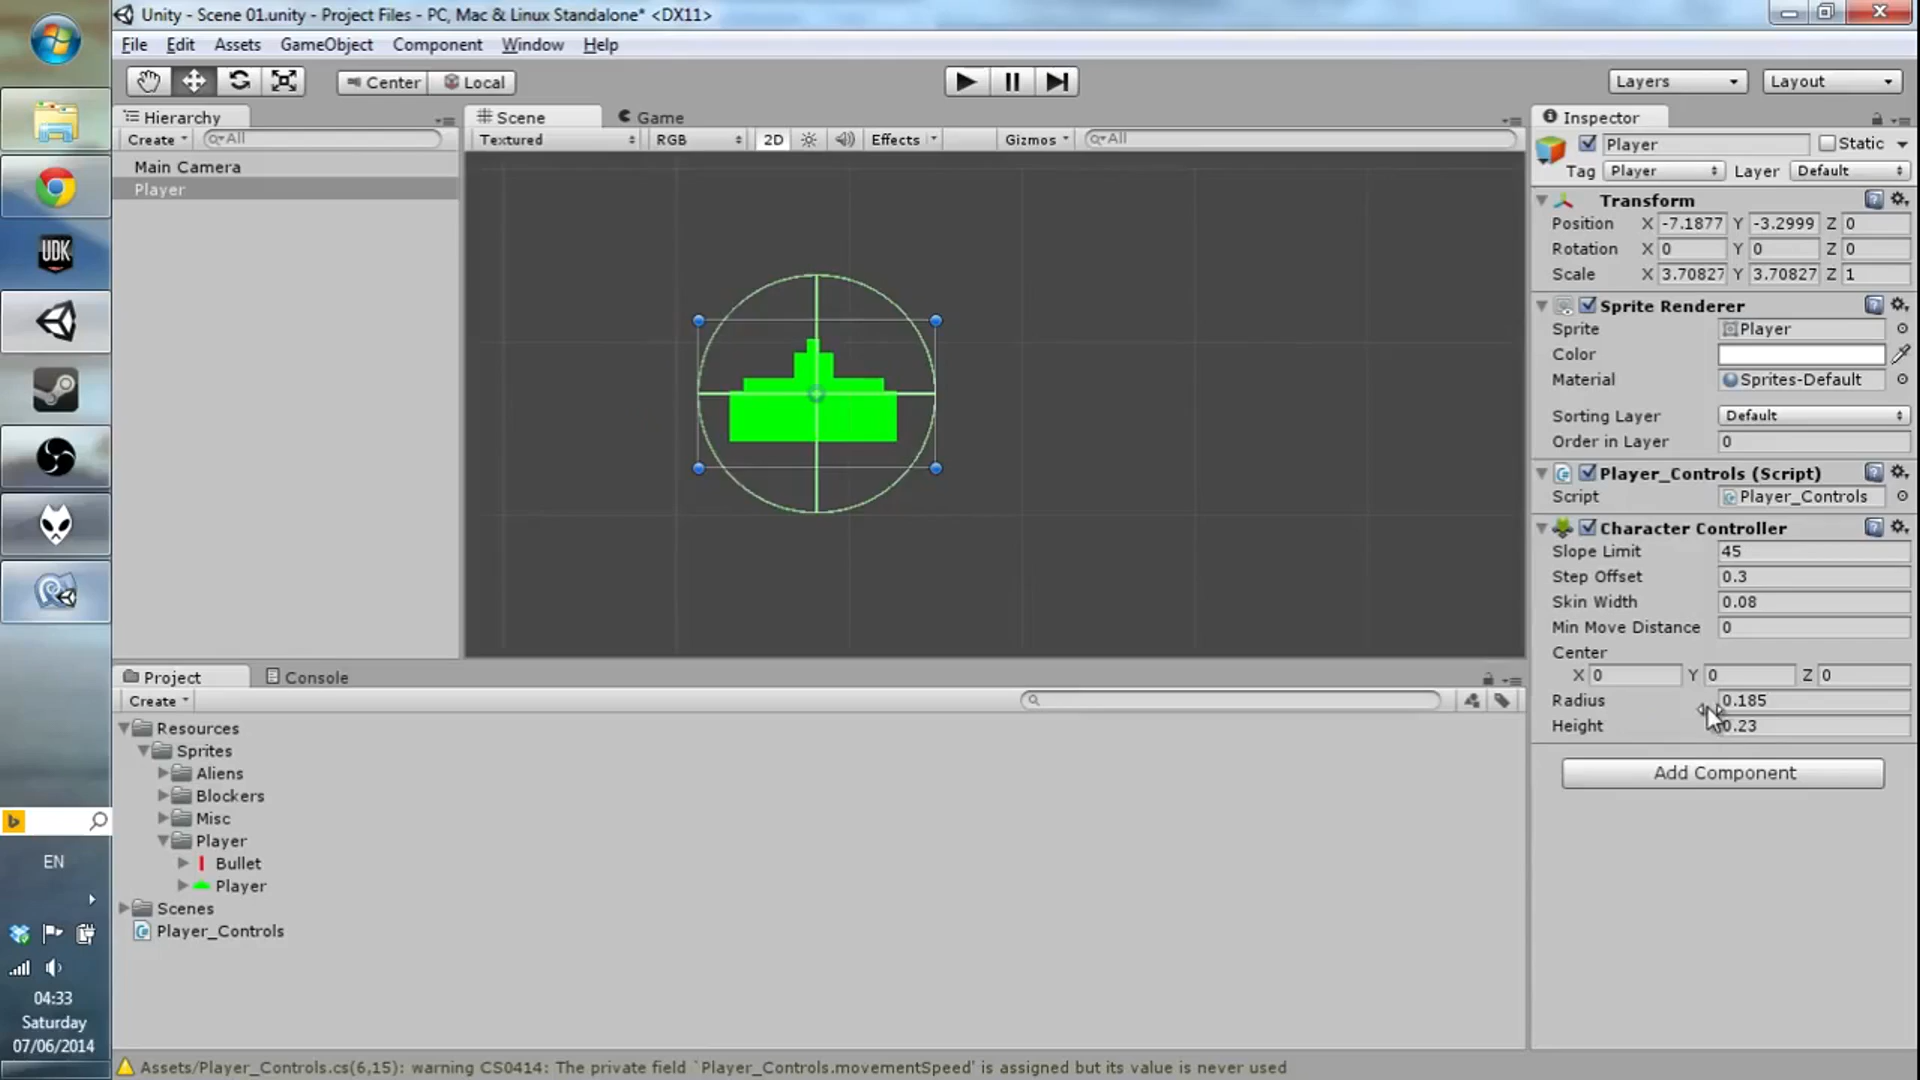 Unity - Scene 01.unity - Project Files - PC, Mac & Linux Standalone* <DX11>
File Edit Assets GameObject Component Window Help
Center Local
Layers Layout
Hierarchy
Create All
Main Camera
Player
Scene Game
Textured RGB 2D Effects Gizmos All
Inspector
Player Static
Tag Player Layer Default
Transform
Position X -7.1877 Y -3.2999 Z 0
Rotation X 0 Y 0 Z 0
Scale X 3.70827 Y 3.70827 Z 1
Sprite Renderer
Sprite Player
Color
Material Sprites-Default
Sorting Layer Default
Order in Layer 0
Player_Controls (Script)
Script Player_Controls
Character Controller
Slope Limit 45
Step Offset 0.3
Skin Width 0.08
Min Move Distance 0
Center
X 0 Y 0 Z 0
Radius 0.185
Height 0.23
Add Component
Project Console
Create
Resources
Sprites
Aliens
Blockers
Misc
Player
Bullet
Player
Scenes
Player_Controls
Assets/Player_Controls.cs(6,15): warning CS0414: The private field `Player_Controls.movementSpeed' is assigned but its value is never used
UDK
b
EN
04:33
Saturday
07/06/2014